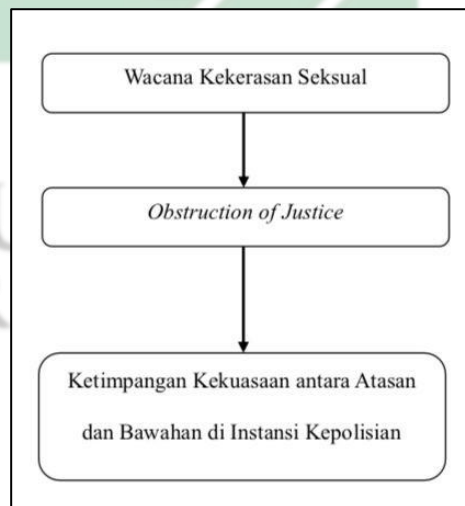 Wacana Kekerasan Seksual
Obstruction of Justice
Ketimpangan Kekuasaan antara Atasan
dan Bawahan di Instansi Kepolisian